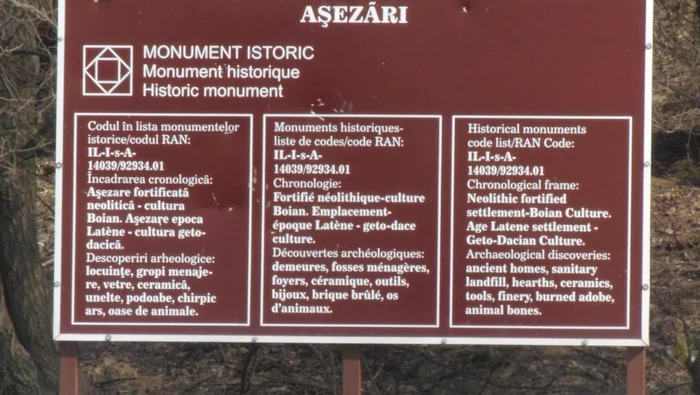 AŞEZĂRI
MONUMENT ISTORIC
Monument historique
Historic monument
Codul în lista monumentelor
istorice/codul RAN:
IL-I-sA-
14039/92934.01
Încadrarea cronologică:
Aşezare fortificată
neolitică - cultura
Boian. Aşezare epoca
Latène - cultura geto-
dacică.
Descoperiri arheologice:
locuinţe, gropi menaje-
re, vetre, ceramică,
unelte, podoabe, chirpic
ars, oase de animale.
Monuments historiques-
liste de codes/code RAN:
IL-I-sA-
14039/92934.01
Chronologie:
Fortifié néolithique-culture
Boian. Emplacement-
époque Latène - geto-dace
culture.
Découvertes archéologiques:
demeures, fosses ménagères,
foyers, céramique, outils,
bijoux, brique brûlé, os
d'animaux.
Historical monuments
code list/RAN Code:
IL-I-sA-
14039/92934.01
Chronological frame:
Neolithic fortified
settlement-Boian Culture.
Age Latene settlement -
Geto-Dacian Culture.
Archaeological discoveries:
ancient homes, sanitary
landfill, hearths, ceramics,
tools, finery, burned adobe,
animal bones.